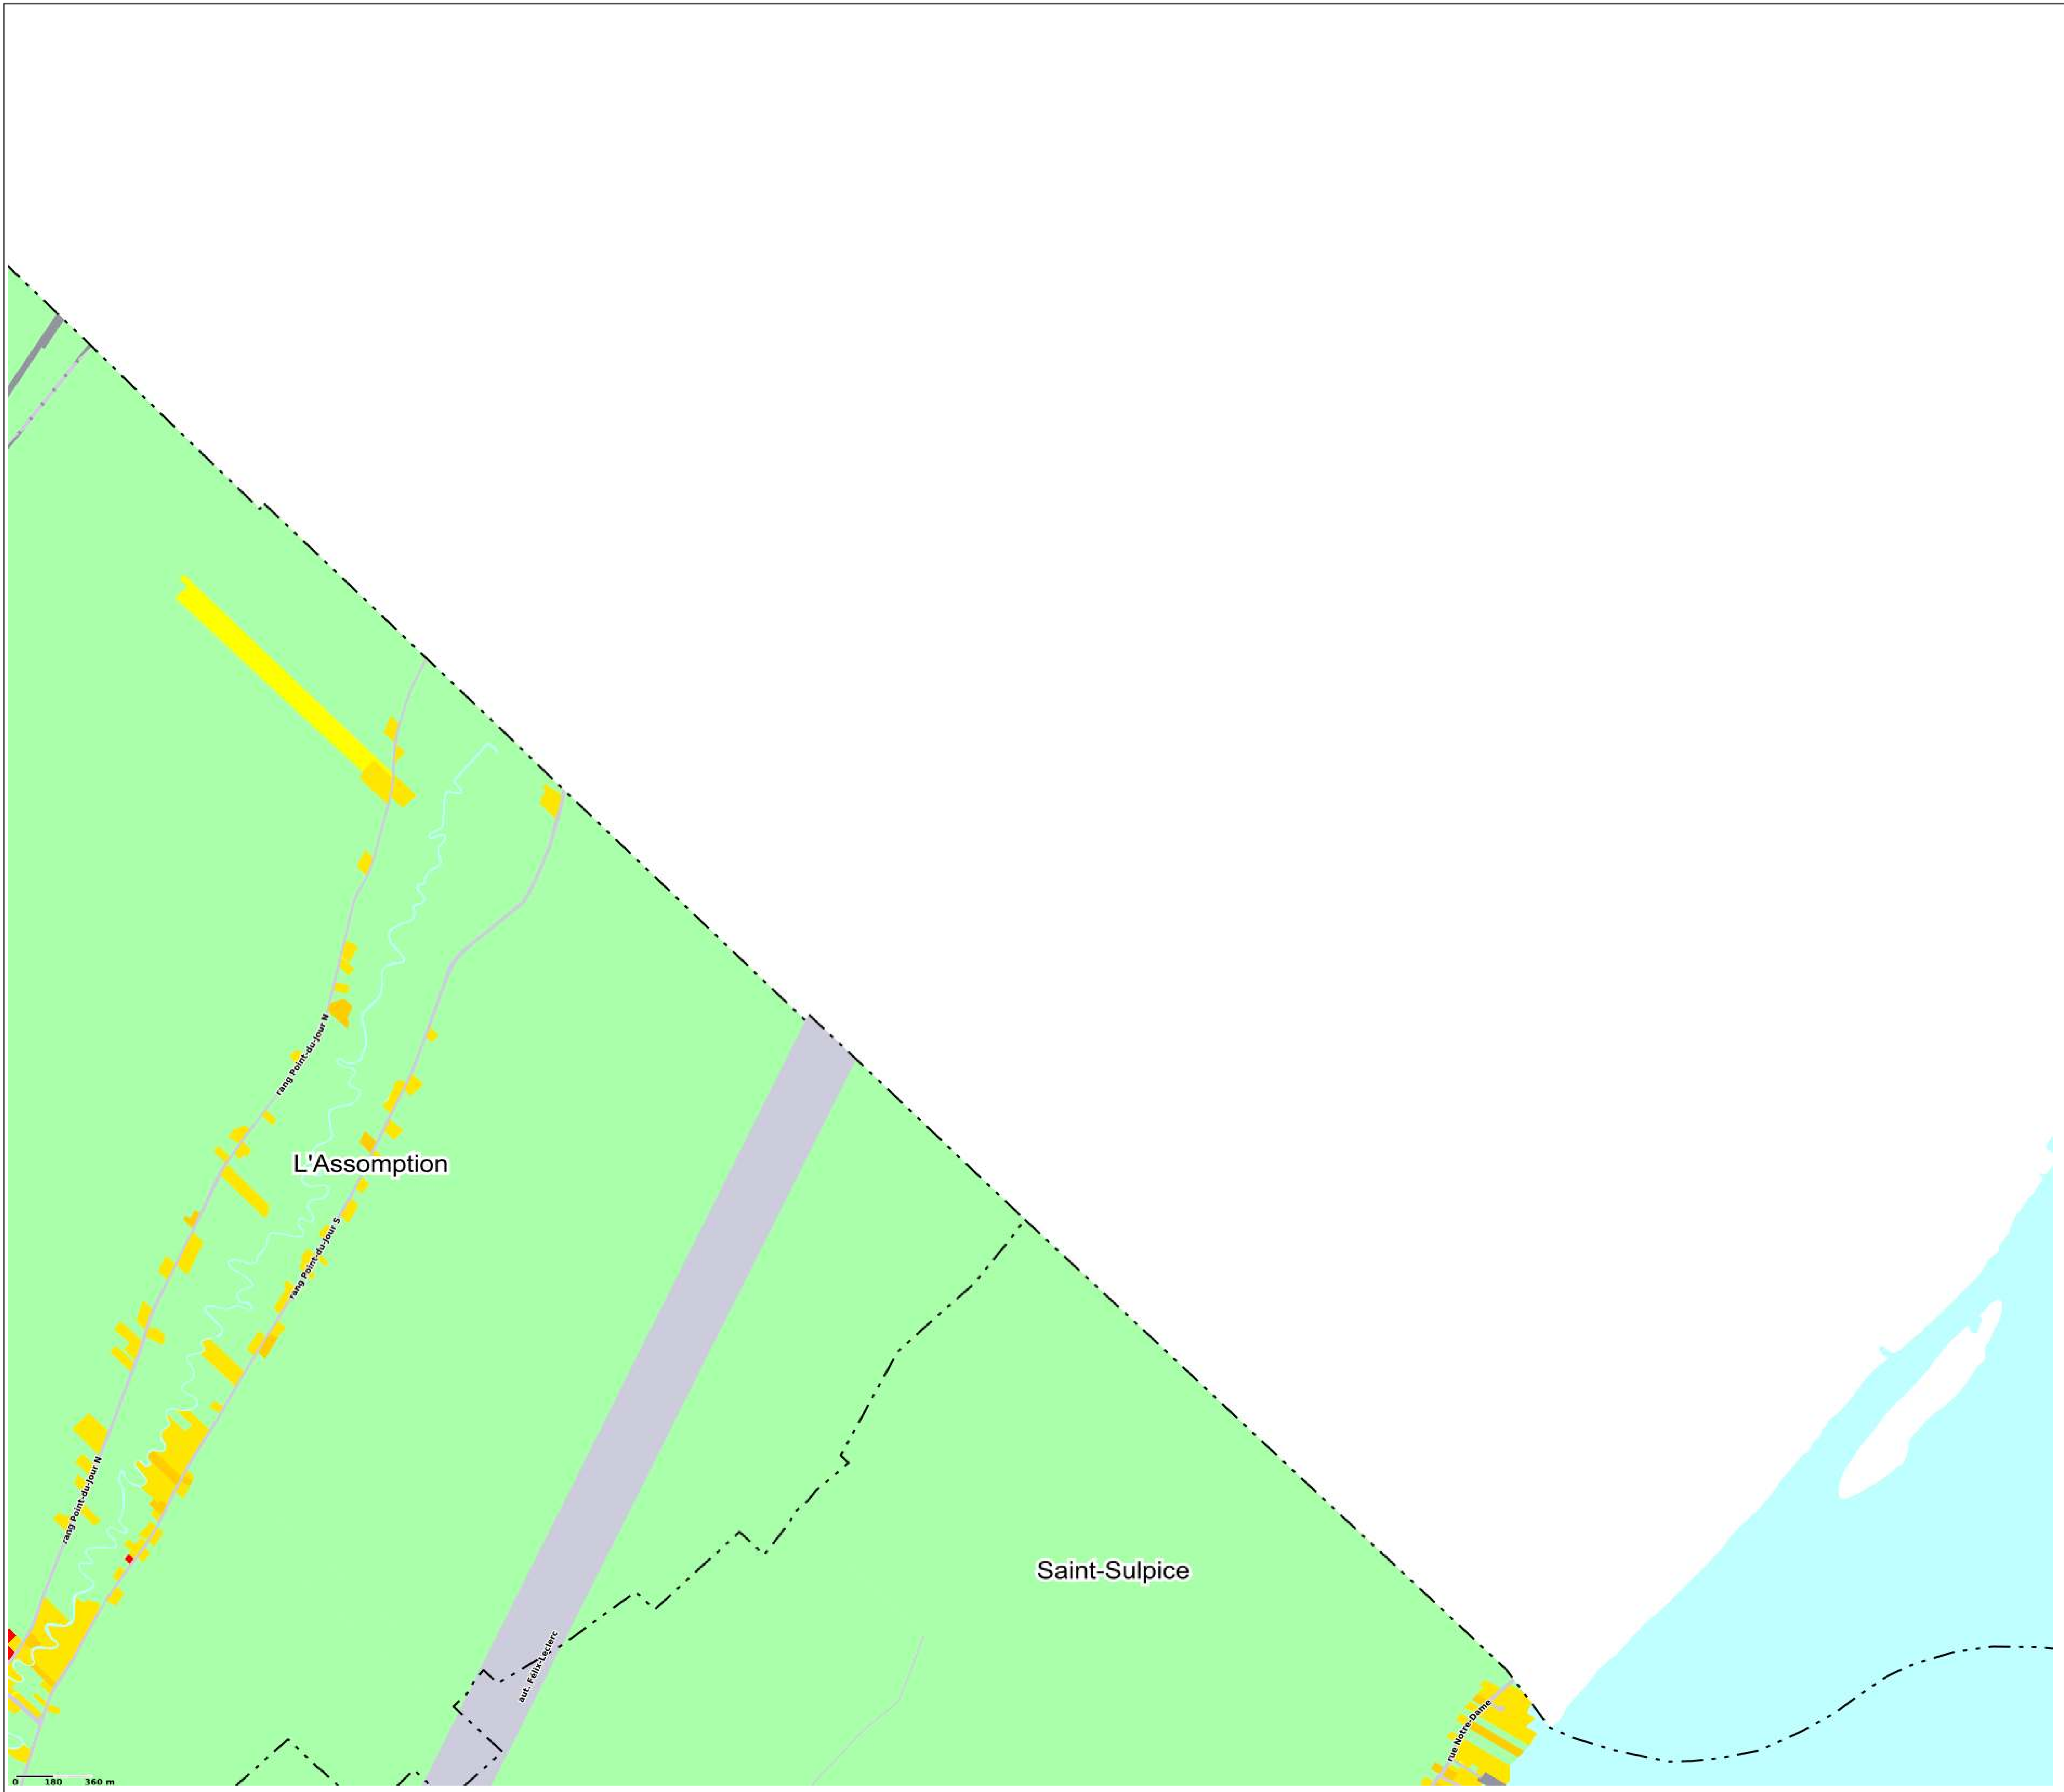 rang Point-du-Jour N
L'Assomption
rang Point-du-Jour S
rang Point-du-Jour N
Saint-Sulpice
aut. Félix-Leclerc
rue Notre-Dame
0 180 360 m